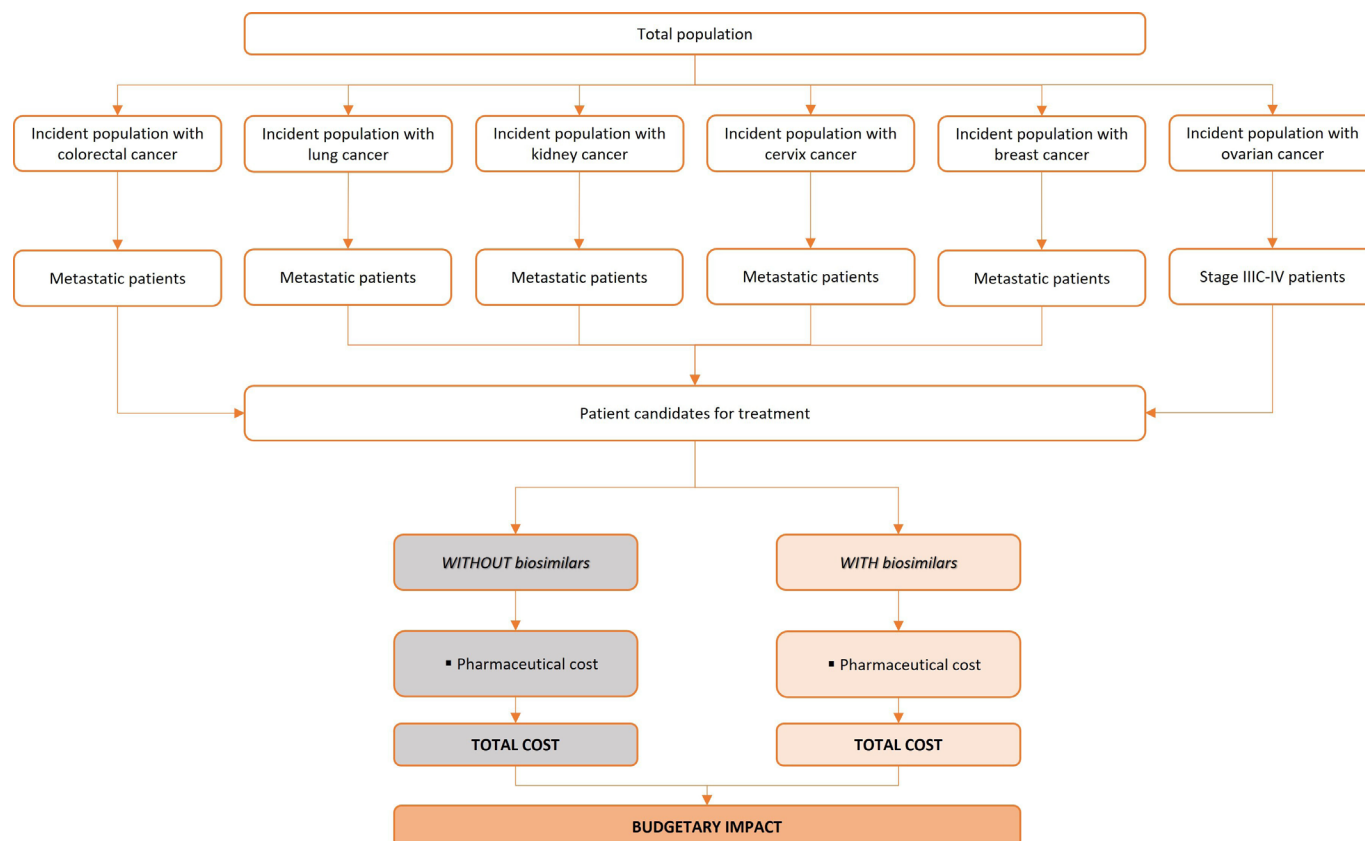 Total population
Incident population with
colorectal cancer
Incident population with
lung cancer
Incident population with
kidney cancer
Incident population with
cervix cancer
Incident population with
breast cancer
Incident population with
ovarian cancer
Metastatic patients
Metastatic patients
Metastatic patients
Metastatic patients
Metastatic patients
Stage IIIC-IV patients
Patient candidates for treatment
WITHOUT biosimilars
WITH biosimilars
▪ Pharmaceutical cost
▪ Pharmaceutical cost
TOTAL COST
TOTAL COST
BUDGETARY IMPACT